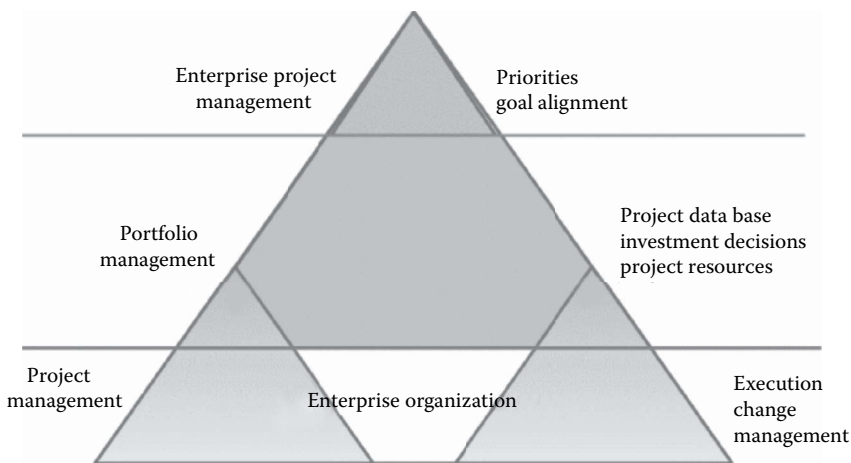 Enterprise project
management
Priorities
goal alignment
Portfolio
management
Project data base
investment decisions
project resources
Project
management
Enterprise organization
Execution
change
management